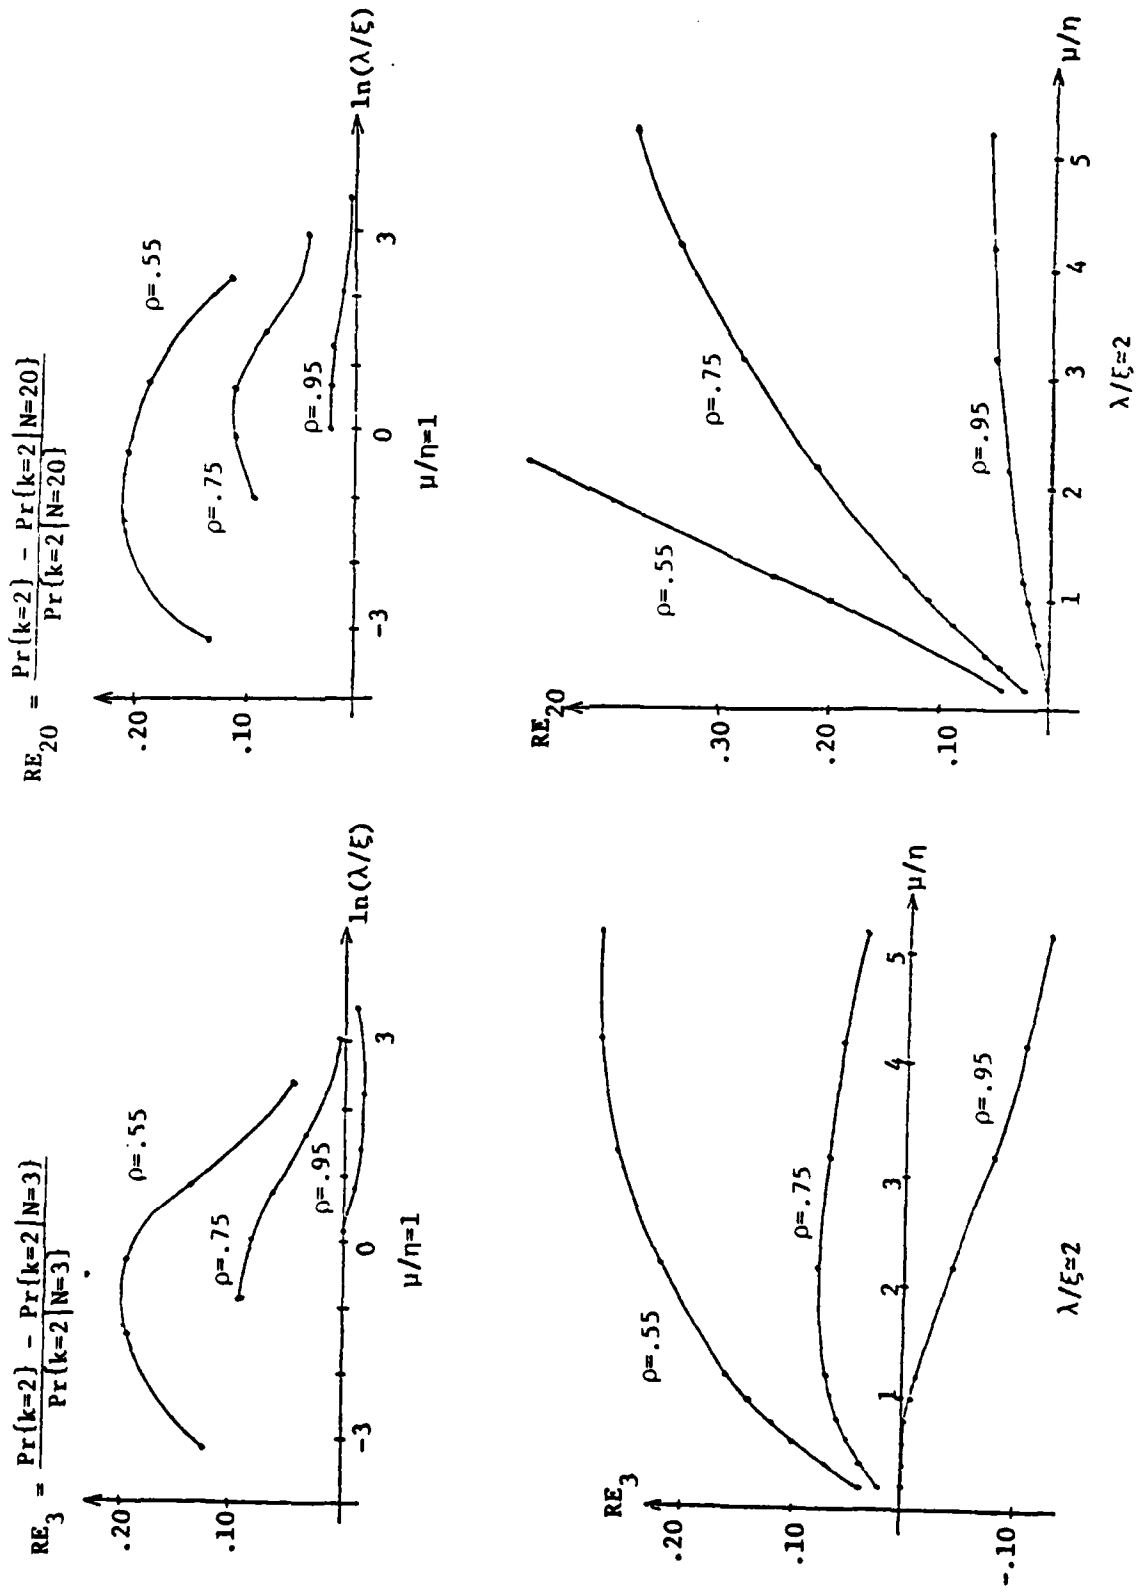 RE3 = Pr{k=2} - Pr{k=2|N=3}
Pr{k=2|N=3}
.20
.10
-3
0
3
ln(λ/ξ)
ρ=.55
ρ=.75
ρ=.95
μ/η=1
RE20 = Pr{k=2} - Pr{k=2|N=20}
Pr{k=2|N=20}
.20
.10
-3
0
3
ln(λ/ξ)
ρ=.55
ρ=.75
ρ=.95
μ/η=1
RE3
.20
.10
-.10
1
2
3
4
5
μ/η
ρ=.55
ρ=.75
ρ=.95
λ/ξ≃2
RE20
.30
.20
.10
1
2
3
4
5
μ/η
ρ=.55
ρ=.75
ρ=.95
λ/ξ≃2